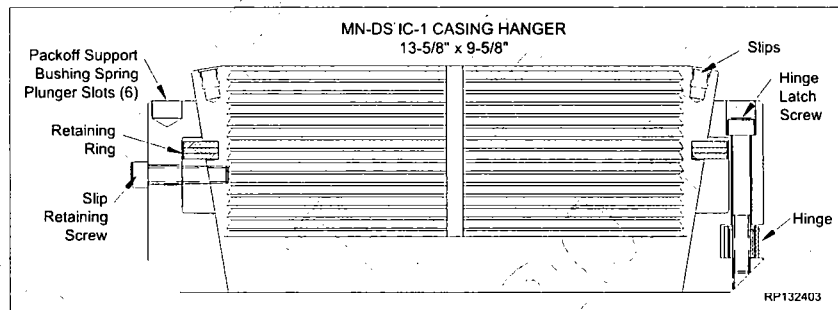 MN-DS IC-1 CASING HANGER
13-5/8" x 9-5/8"
Packoff Support
Bushing Spring
Plunger Slots (6)
Retaining
Ring
Slip
Retaining
Screw
Slips
Hinge
Latch
Screw
Hinge
RP132403